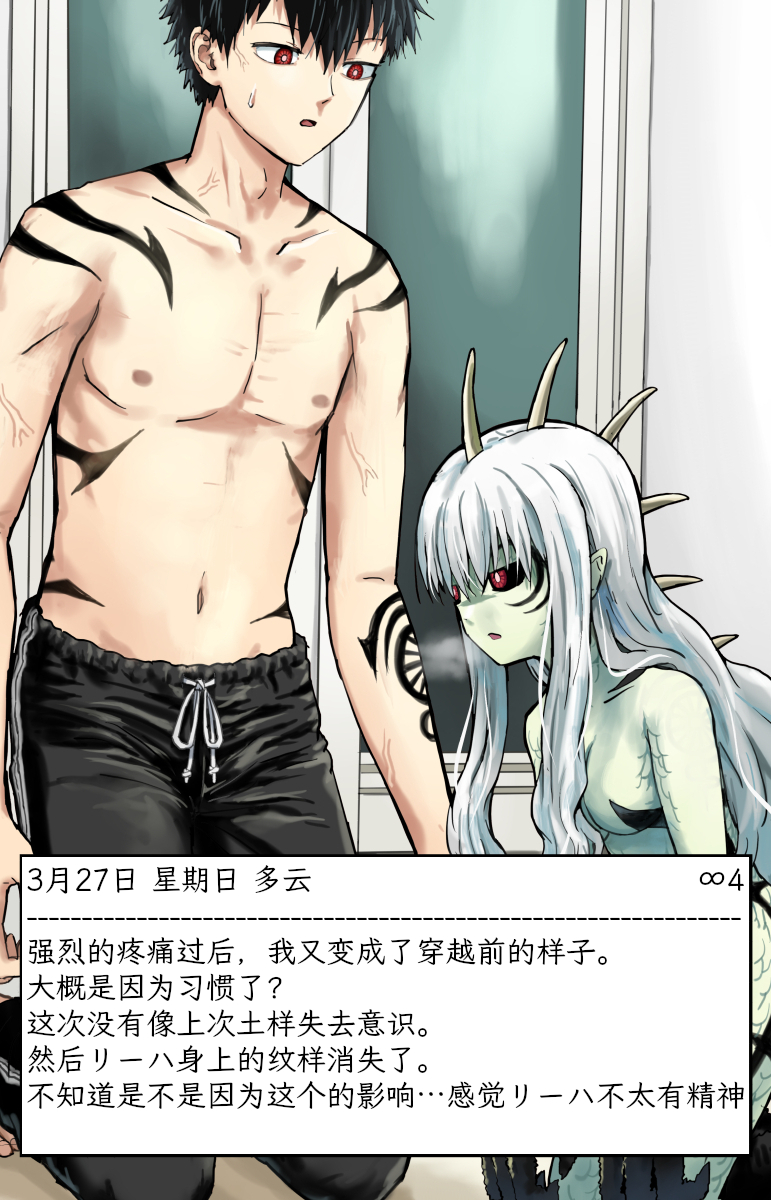 3月27日 星期日 多云 ∞4
强烈的疼痛过后，我又变成了穿越前的样子。
大概是因为习惯了？
这次没有像上次土样失去意识。
然后リーハ身上的纹样消失了。
不知道是不是因为这个的影响…感觉リーハ不太有精神